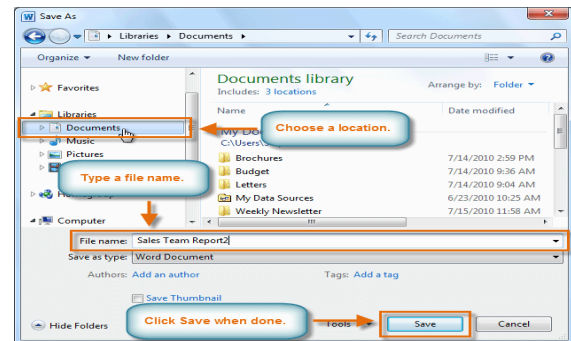 Save As
Libraries ▸ Documents ▸
Search Documents
Organize New folder
Documents library
Includes: 3 locations
Arrange by: Folder
Favorites
Name Date modified
Libraries
Documents
Choose a location.
Music
C:\Users\
Pictures
Brochures 7/14/2010 2:59 PM
Budget 7/14/2010 9:36 AM
Type a file name.
Letters 7/14/2010 9:04 AM
My Data Sources 6/23/2010 10:25 AM
Computer
Weekly Newsletter 7/15/2010 11:58 AM
File name: Sales Team Report2
Save as type: Word Document
Authors: Add an author Tags: Add a tag
Save Thumbnail
Click Save when done.
Hide Folders Tools Save Cancel